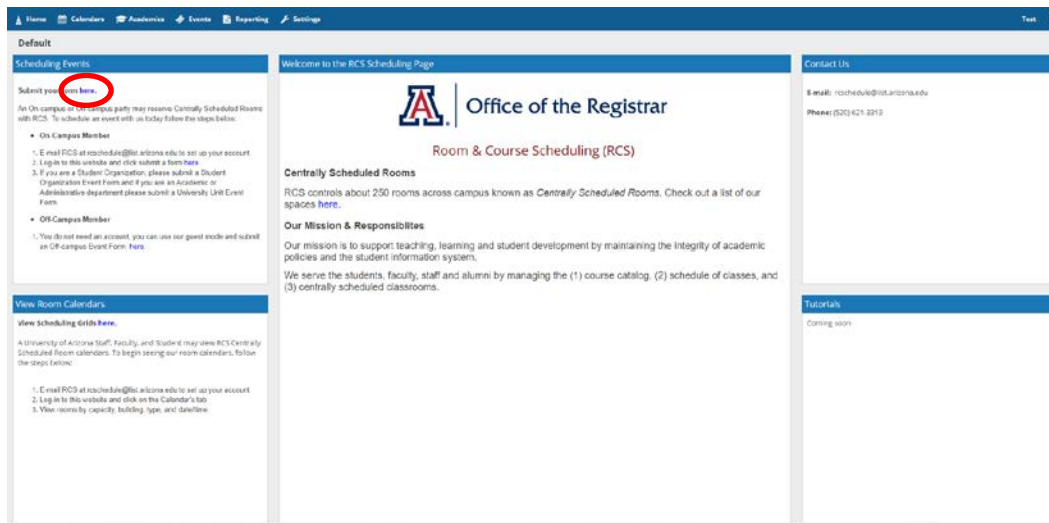 Home Calendars Academics Events Reporting Settings Test
Default
Scheduling Events
Submit your form here.
An On-campus or Off-campus party may reserve Centrally Scheduled Rooms
with RCS. To schedule an event with us today follow the steps below:
• On-Campus Member
1. E-mail RCS at rcschedule@list.arizona.edu to set up your account
2. Log-in to this website and click submit a form here
3. If you are a Student Organization, please submit a Student
Organization Event Form and if you are an Academic or
Administrative department please submit a University Unit Event
Form.
• Off-Campus Member
1. You do not need an account, you can use our guest mode and submit
an Off-campus Event Form here.
View Room Calendars
View Scheduling Grids here.
A University of Arizona Staff, Faculty, and Student may view RCS Centrally
Scheduled Room calendars. To begin seeing our room calendars, follow
the steps below:
1. E-mail RCS at rcschedule@list.arizona.edu to set up your account
2. Log in to this website and click on the Calendar's tab
3. View rooms by capacity, building, type, and date/time.
Welcome to the RCS Scheduling Page
A Office of the Registrar
Room & Course Scheduling (RCS)
Centrally Scheduled Rooms
RCS controls about 250 rooms across campus known as Centrally Scheduled Rooms. Check out a list of our
spaces here.
Our Mission & Responsiblites
Our mission is to support teaching, learning and student development by maintaining the integrity of academic
policies and the student information system.
We serve the students, faculty, staff and alumni by managing the (1) course catalog, (2) schedule of classes, and
(3) centrally scheduled classrooms.
Contact Us
E-mail: rcschedule@list.arizona.edu
Phone: (520) 621-3313
Tutorials
Coming soon